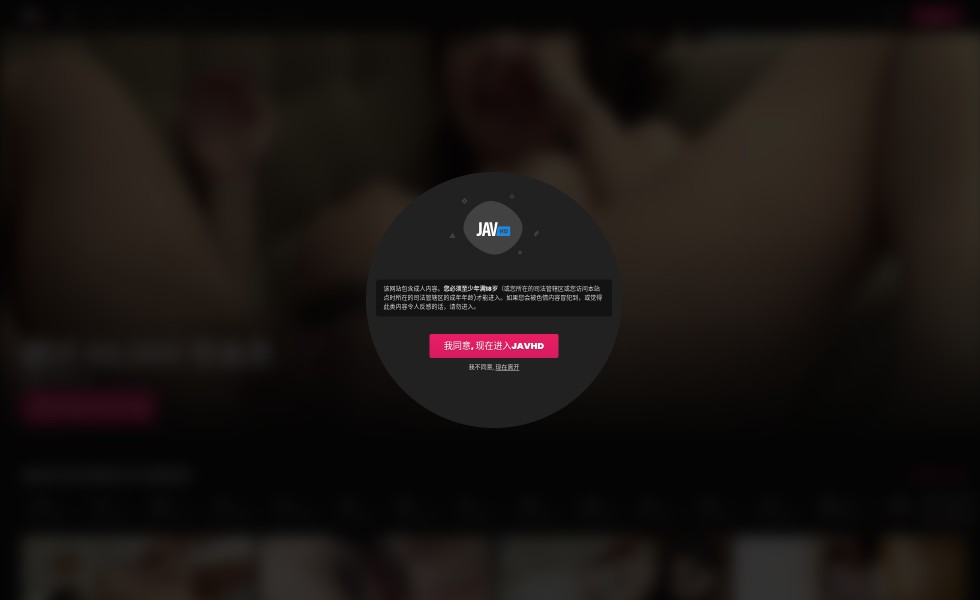 JAV HD
该网站包含成人内容。您必须至少年满18岁（或您所在的司法管辖区或您访问本站
点时所在的司法管辖区的成年年龄)才能进入。如果您会被色情内容冒犯到，或觉得
此类内容令人反感的话，请勿进入。
我同意, 现在进入JAVHD
我不同意, 现在离开